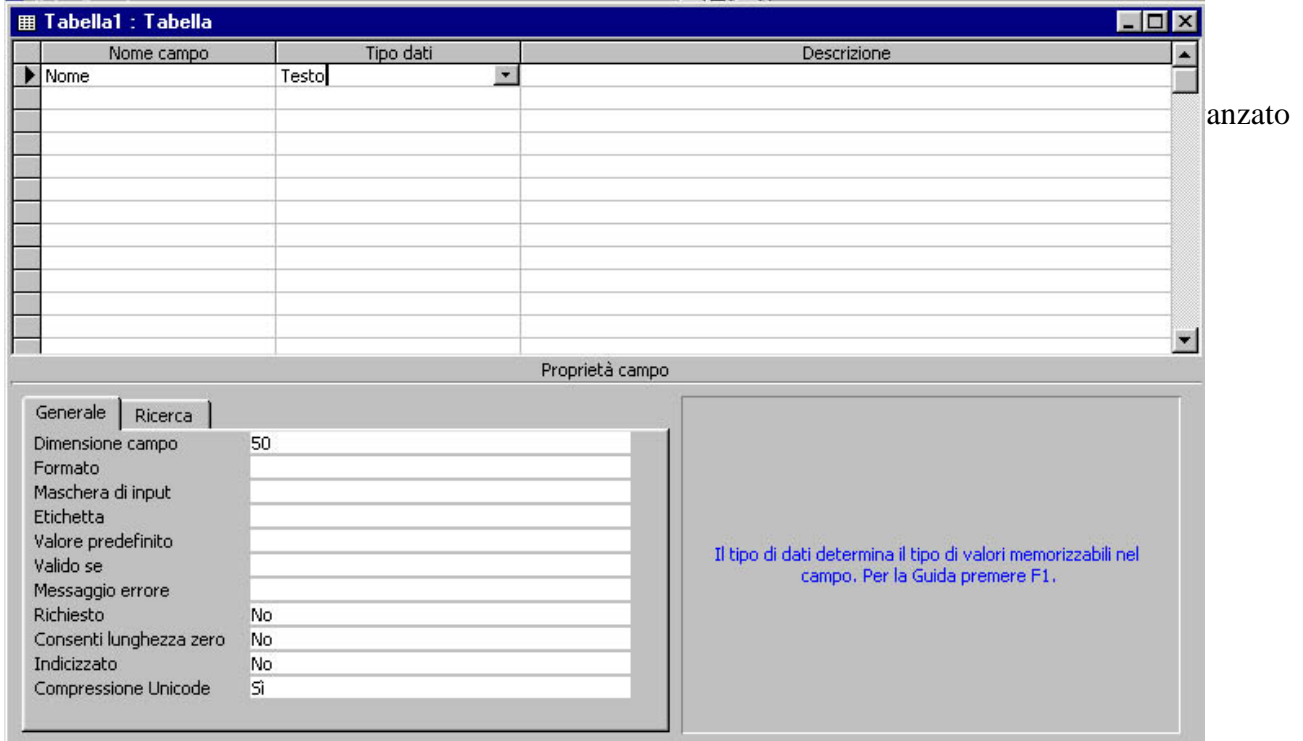 Tabella1 : Tabella
Nome campo Tipo dati Descrizione
Nome Testo
anzato
Proprietà campo
Generale Ricerca
Dimensione campo 50
Formato
Maschera di input
Etichetta
Valore predefinito
Valido se
Messaggio errore
Richiesto No
Consenti lunghezza zero No
Indicizzato No
Compressione Unicode Sì
Il tipo di dati determina il tipo di valori memorizzabili nel
campo. Per la Guida premere F1.